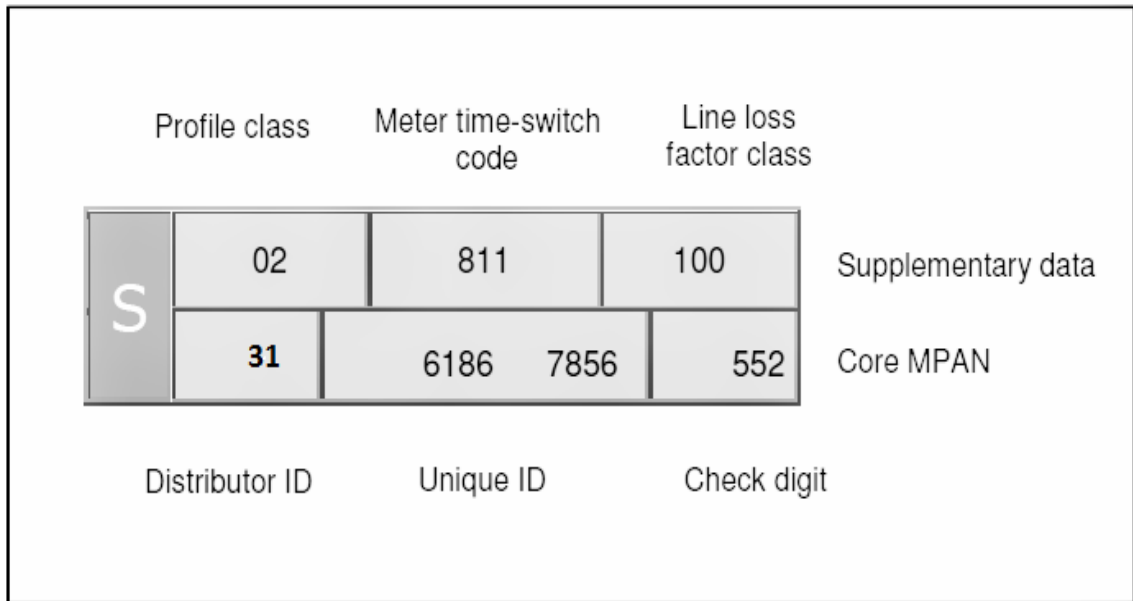 Profile class Meter time-switch code Line loss factor class
S
02 811 100 Supplementary data
31 6186 7856 552 Core MPAN
Distributor ID Unique ID Check digit